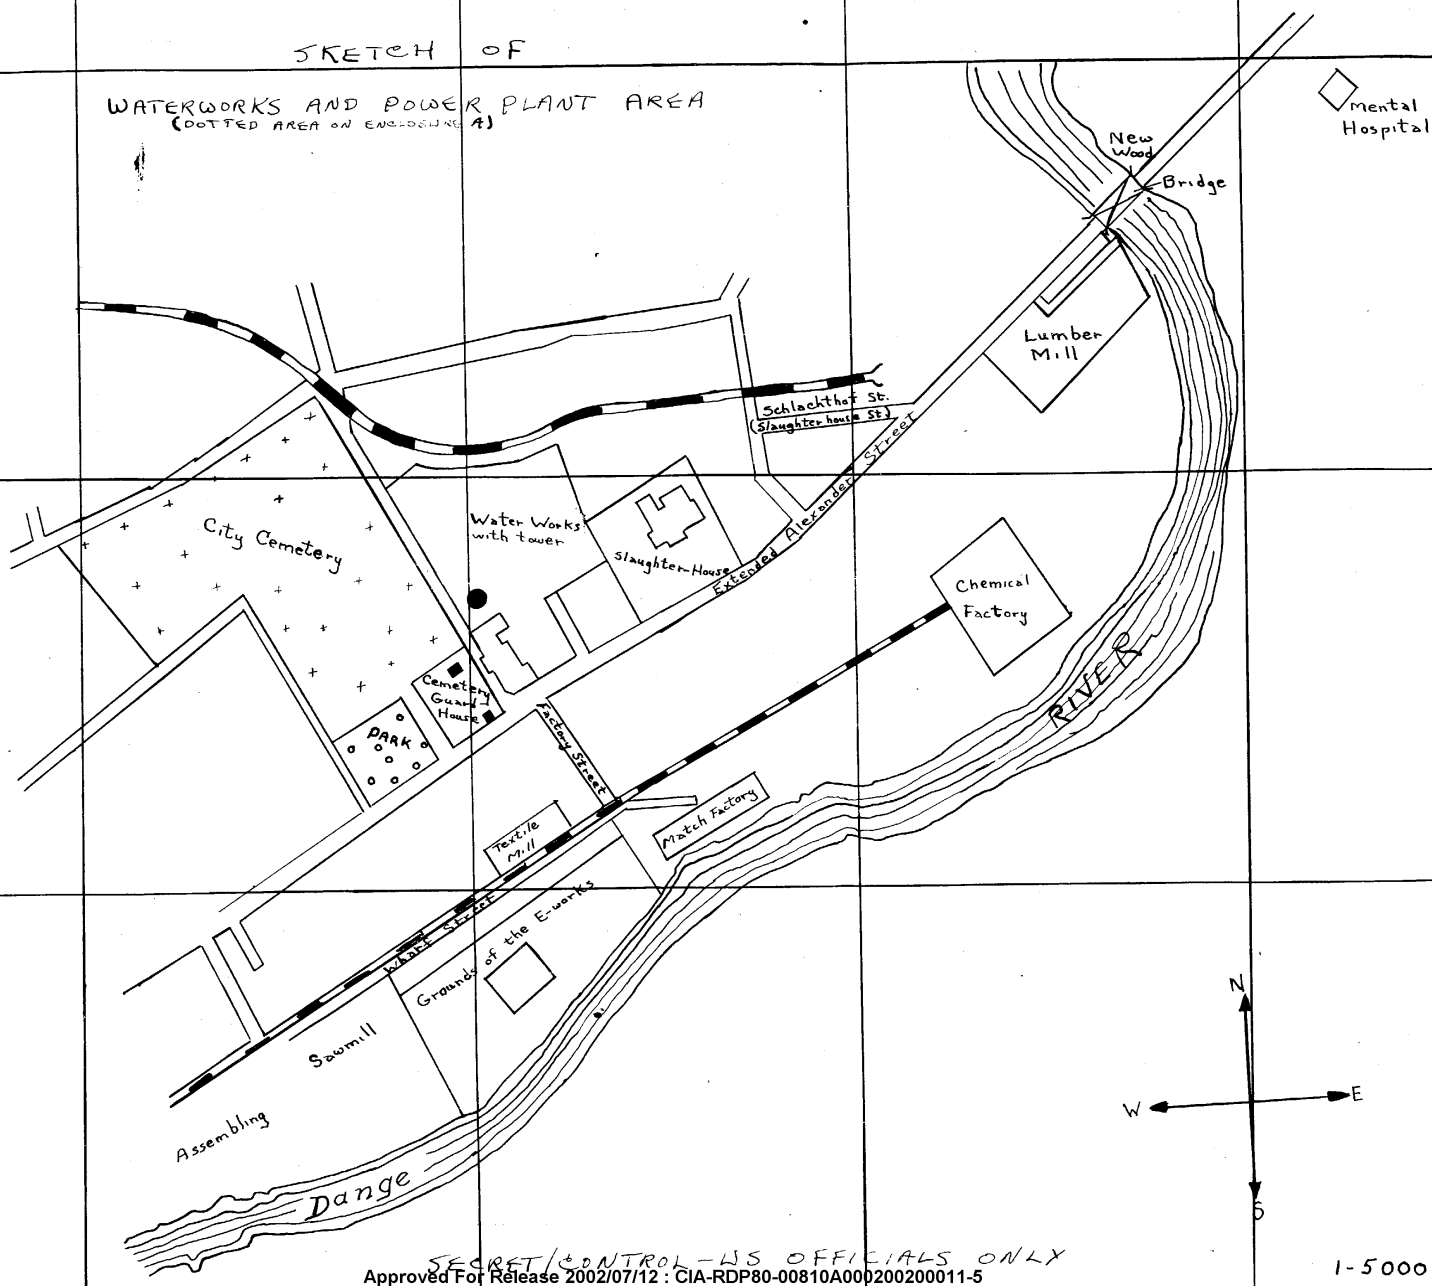 SKETCH OF
WATERWORKS AND POWER PLANT AREA
(DOTTED AREA ON ENCLOSURE A)
Mental
Hospital
New
Wood
Bridge
Lumber
Mill
Schlachthof St.
(Slaughter house St.)
Extended Alexander Street
City Cemetery
Water Works
with tower
Slaughter-House
Chemical
Factory
Cemetery
Guard
House
PARK
Factory Street
RIVER
Match Factory
Textile
Mill
Wharf Street
Grounds of the E-works
Sawmill
Assembling
Dange
N
W
E
S
SECRET/CONTROL-US OFFICIALS ONLY
Approved For Release 2002/07/12 : CIA-RDP80-00810A000200200011-5
1-5000